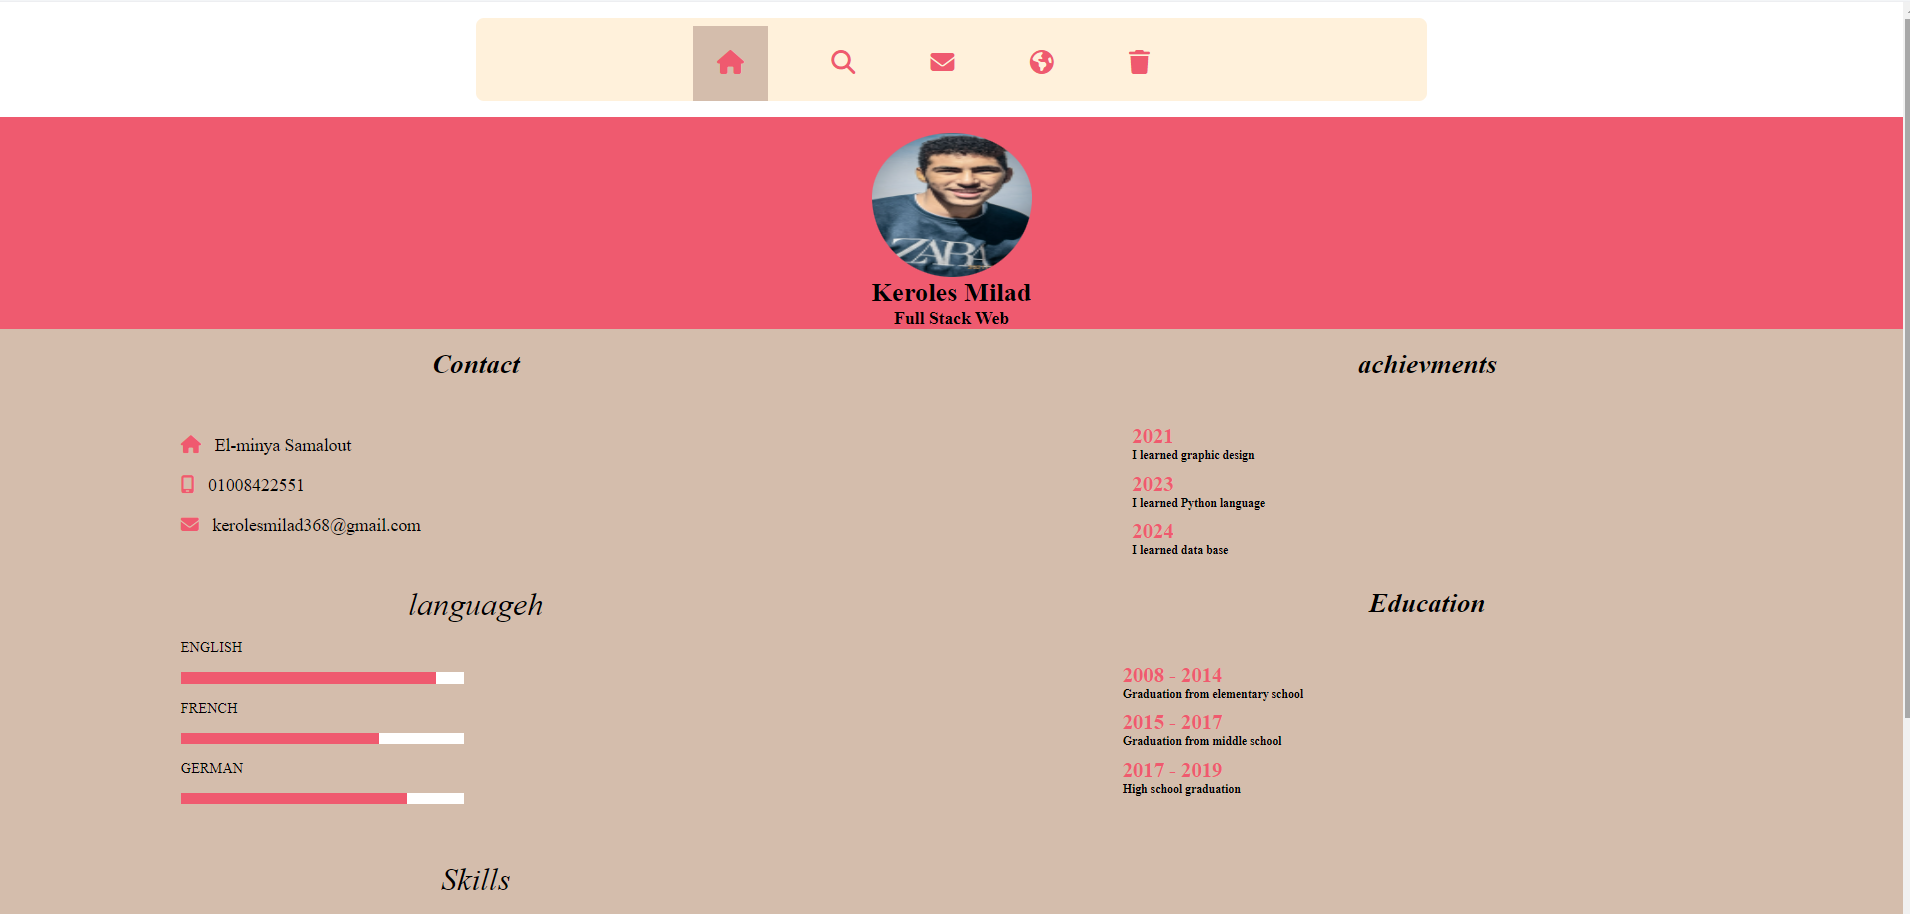 ZARA
Keroles Milad
Full Stack Web
Contact
El-minya Samalout
01008422551
kerolesmilad368@gmail.com
languageh
ENGLISH
FRENCH
GERMAN
Skills
achievments
2021
I learned graphic design
2023
I learned Python language
2024
I learned data base
Education
2008 - 2014
Graduation from elementary school
2015 - 2017
Graduation from middle school
2017 - 2019
High school graduation